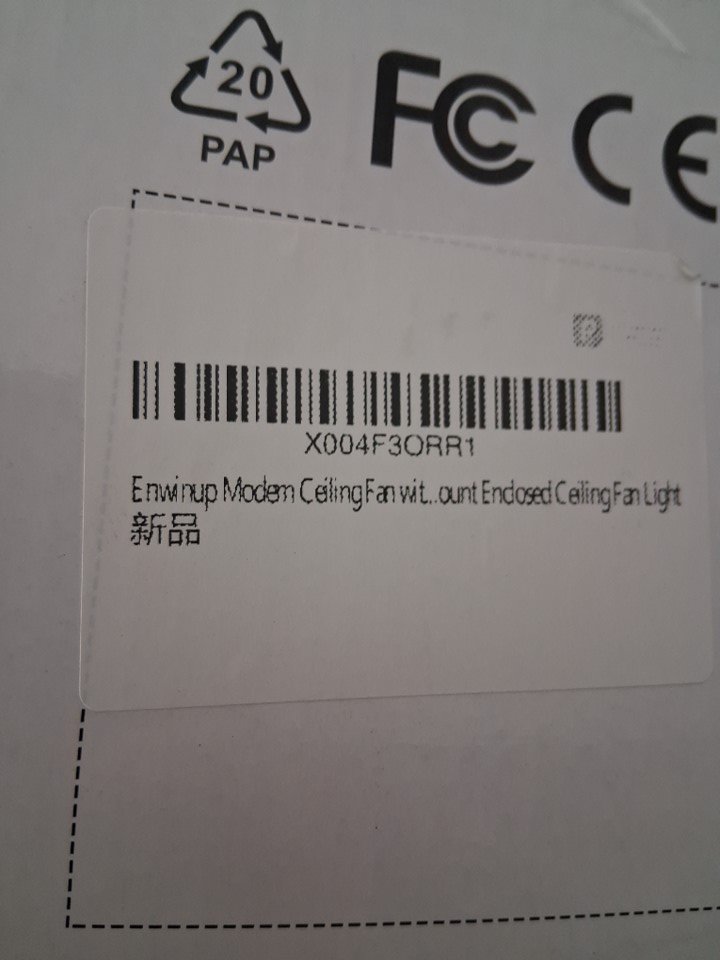 20
PAP
FC CE
X004F3ORR1
Enwinup Modern Ceiling Fan wit...ount Enclosed Ceiling Fan Light
新品